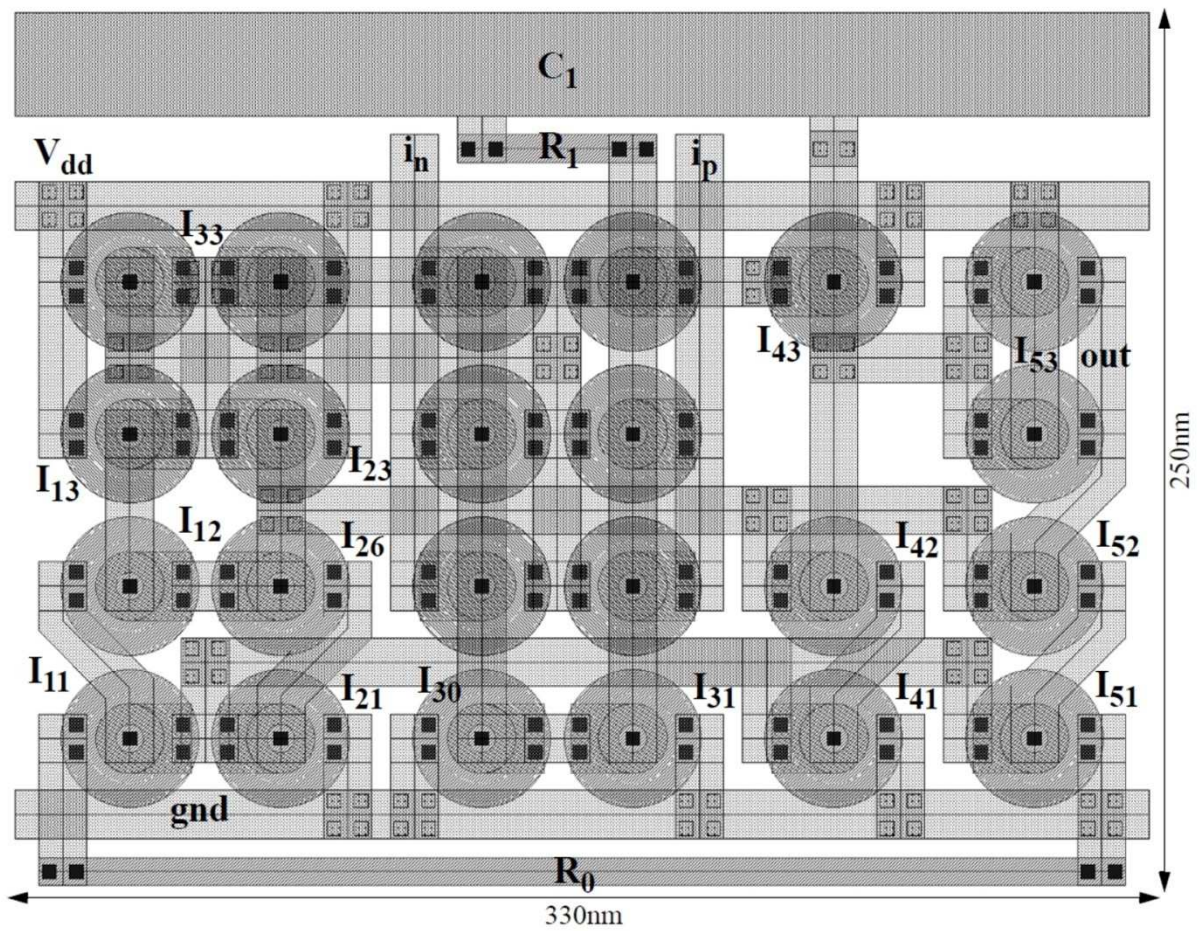 C₁
V_dd
iₙ
R₁
iₚ
I₃₃
I₄₃
I₅₃
out
I₁₃
I₂₃
I₁₂
I₂₆
I₄₂
I₅₂
I₁₁
I₂₁
I₃₀
I₃₁
I₄₁
I₅₁
gnd
R₀
330nm
250nm